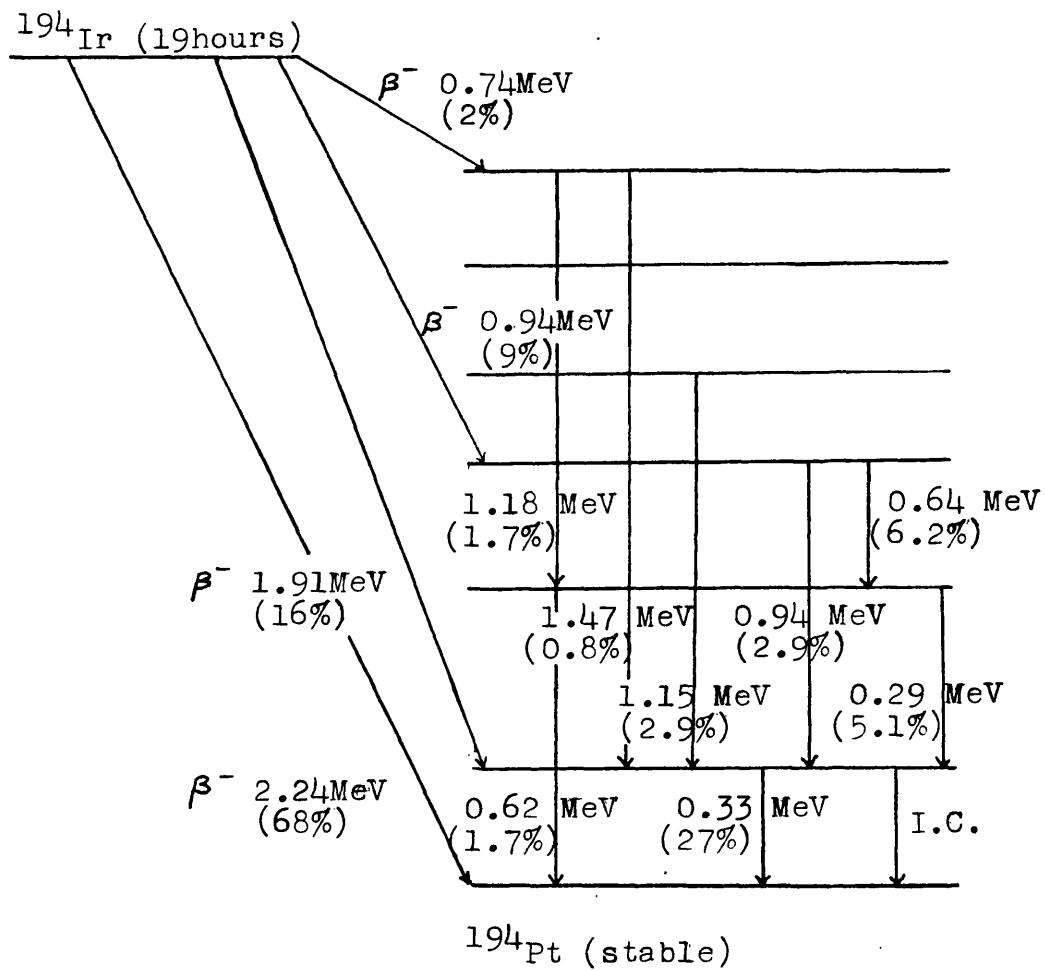 194Ir (19hours)
β- 0.74MeV
(2%)
β- 0.94MeV
(9%)
1.18 MeV
(1.7%)
0.64 MeV
(6.2%)
β- 1.91MeV
(16%)
1.47 MeV
(0.8%)
0.94 MeV
(2.9%)
1.15 MeV
(2.9%)
0.29 MeV
(5.1%)
β- 2.24MeV
(68%)
0.62 MeV
(1.7%)
0.33 MeV
(27%)
I.C.
194Pt (stable)